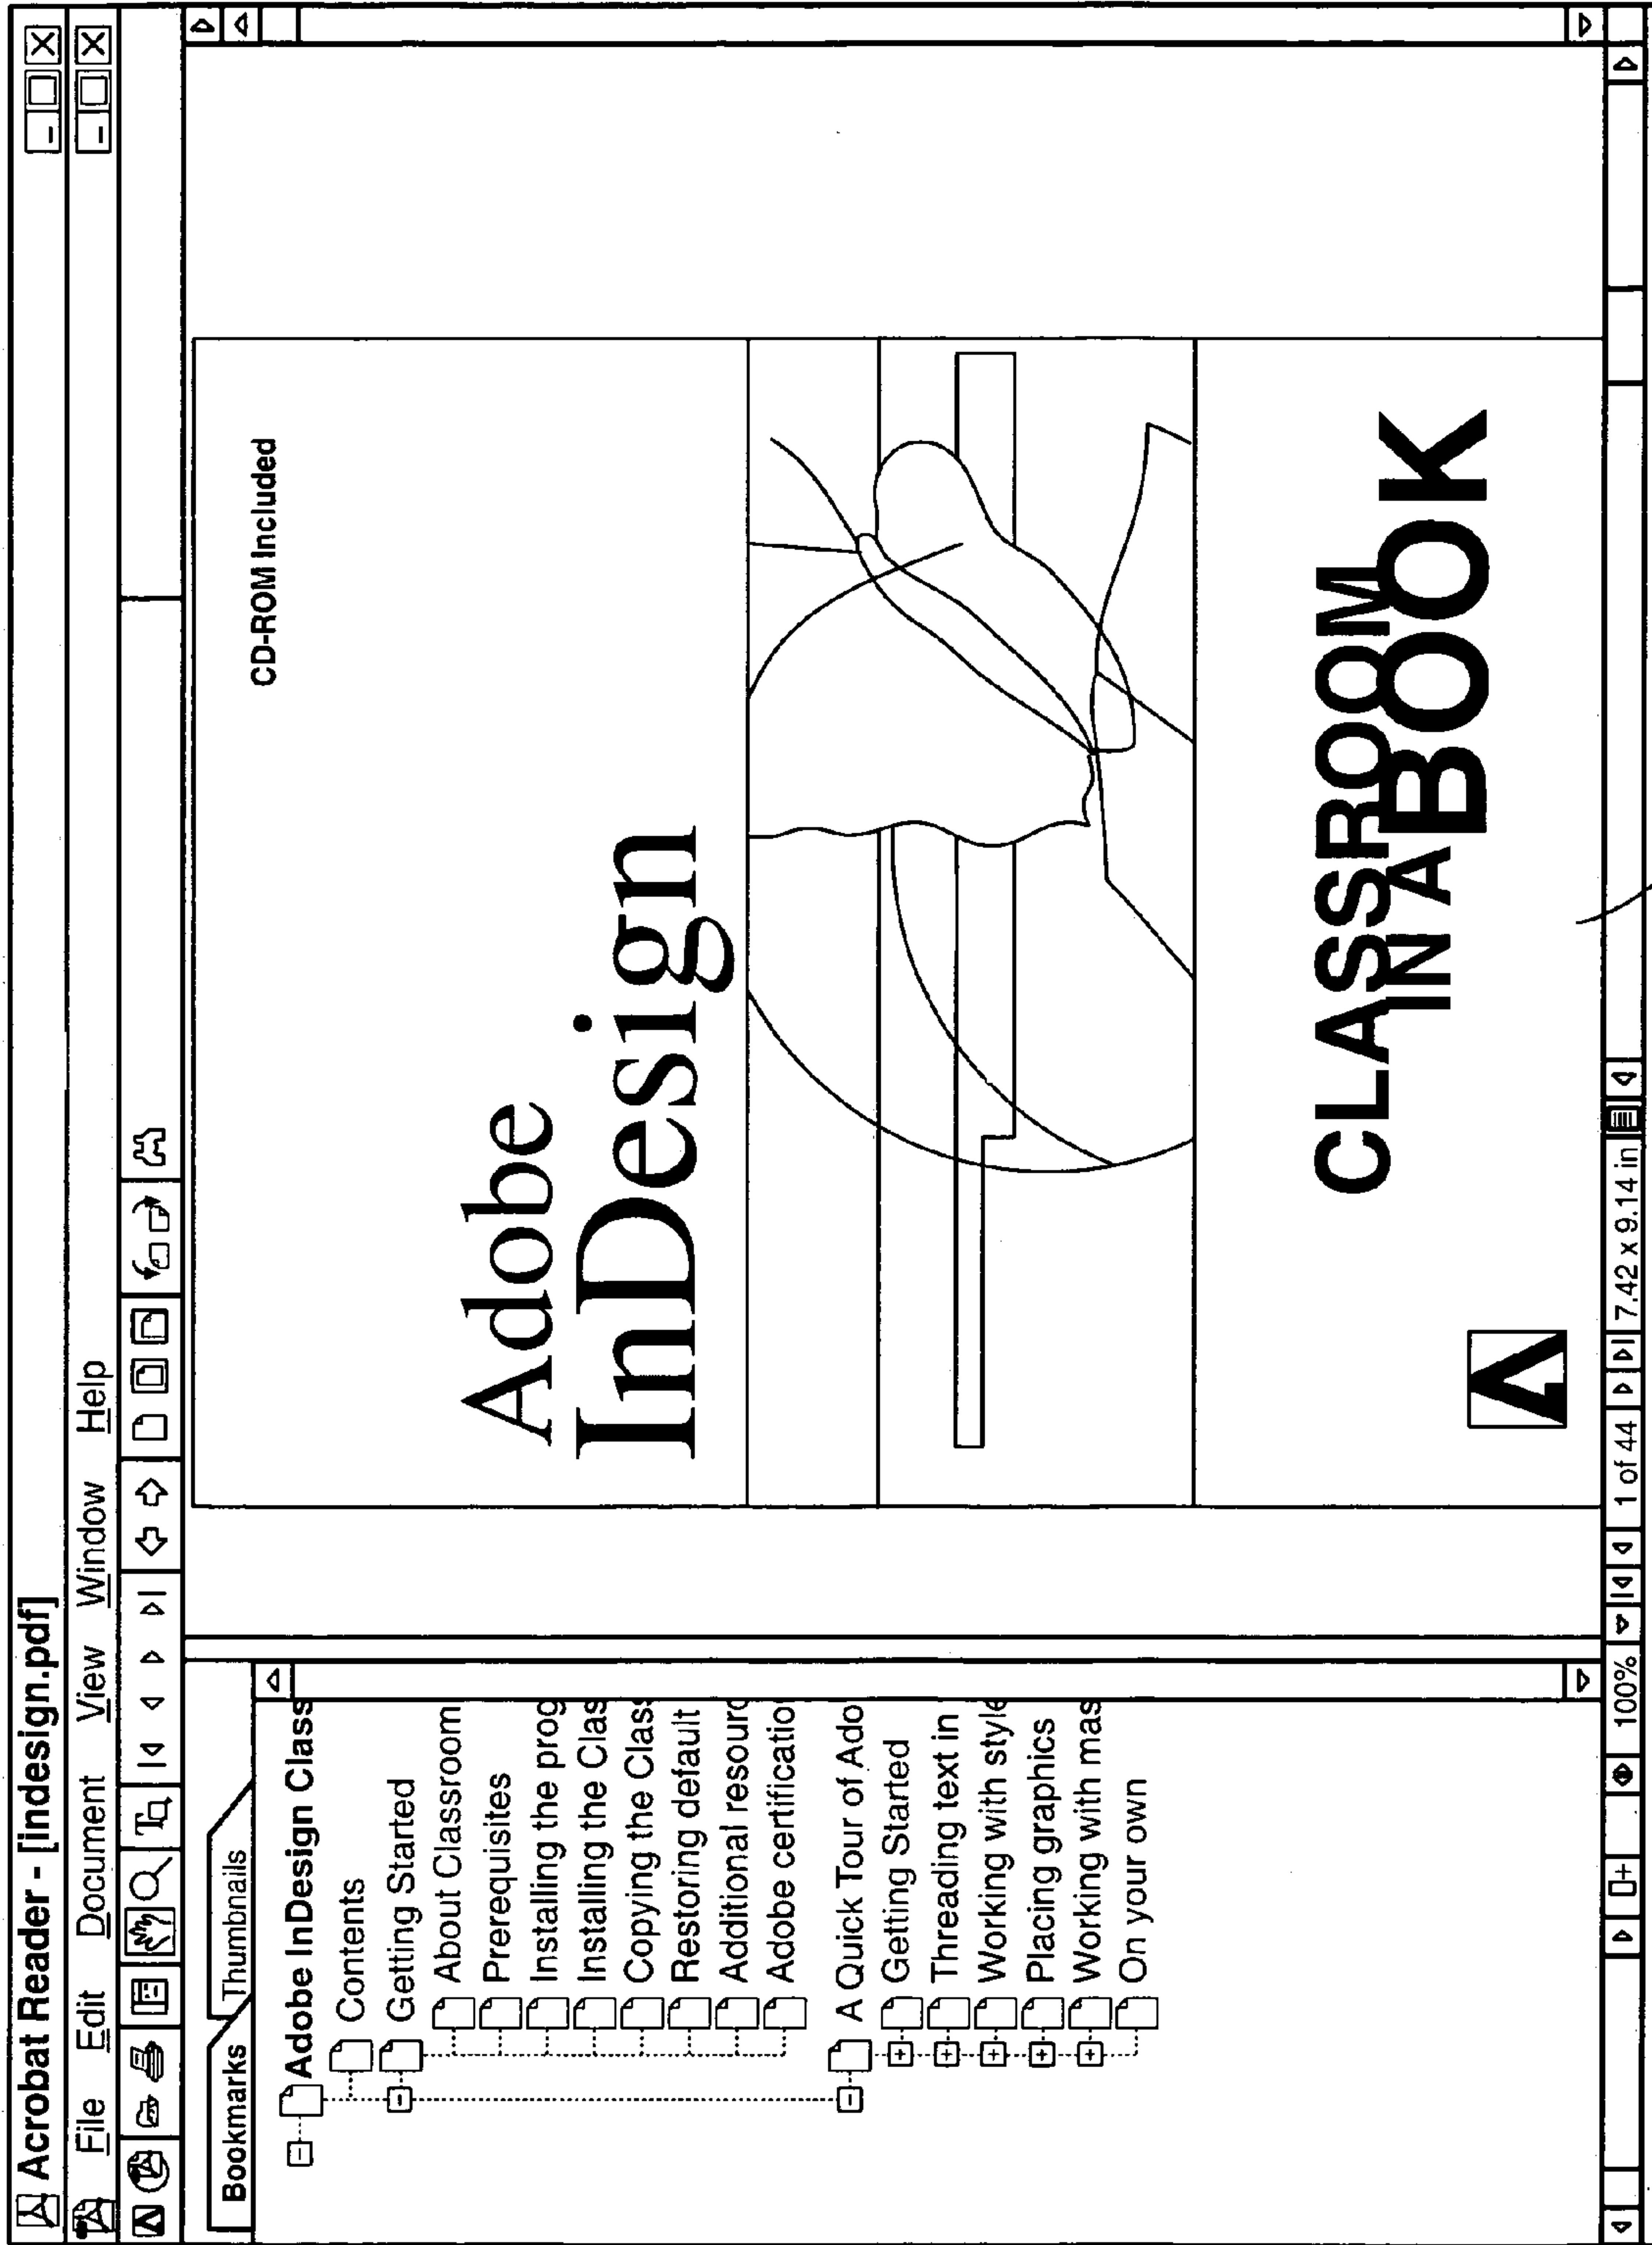 Acrobat Reader - [indesign.pdf]
File Edit Document View Window Help
Bookmarks Thumbnails
Adobe InDesign Class
Contents
Getting Started
About Classroom
Prerequisites
Installing the prog
Installing the Clas
Copying the Class
Restoring default
Additional resourc
Adobe certificatio
A Quick Tour of Ado
Getting Started
Threading text in
Working with style
Placing graphics
Working with mas
On your own
CD-ROM Included
Adobe
InDesign
CLASSROOM
IN A BOOK
100% 1 of 44 7.42 x 9.14 in